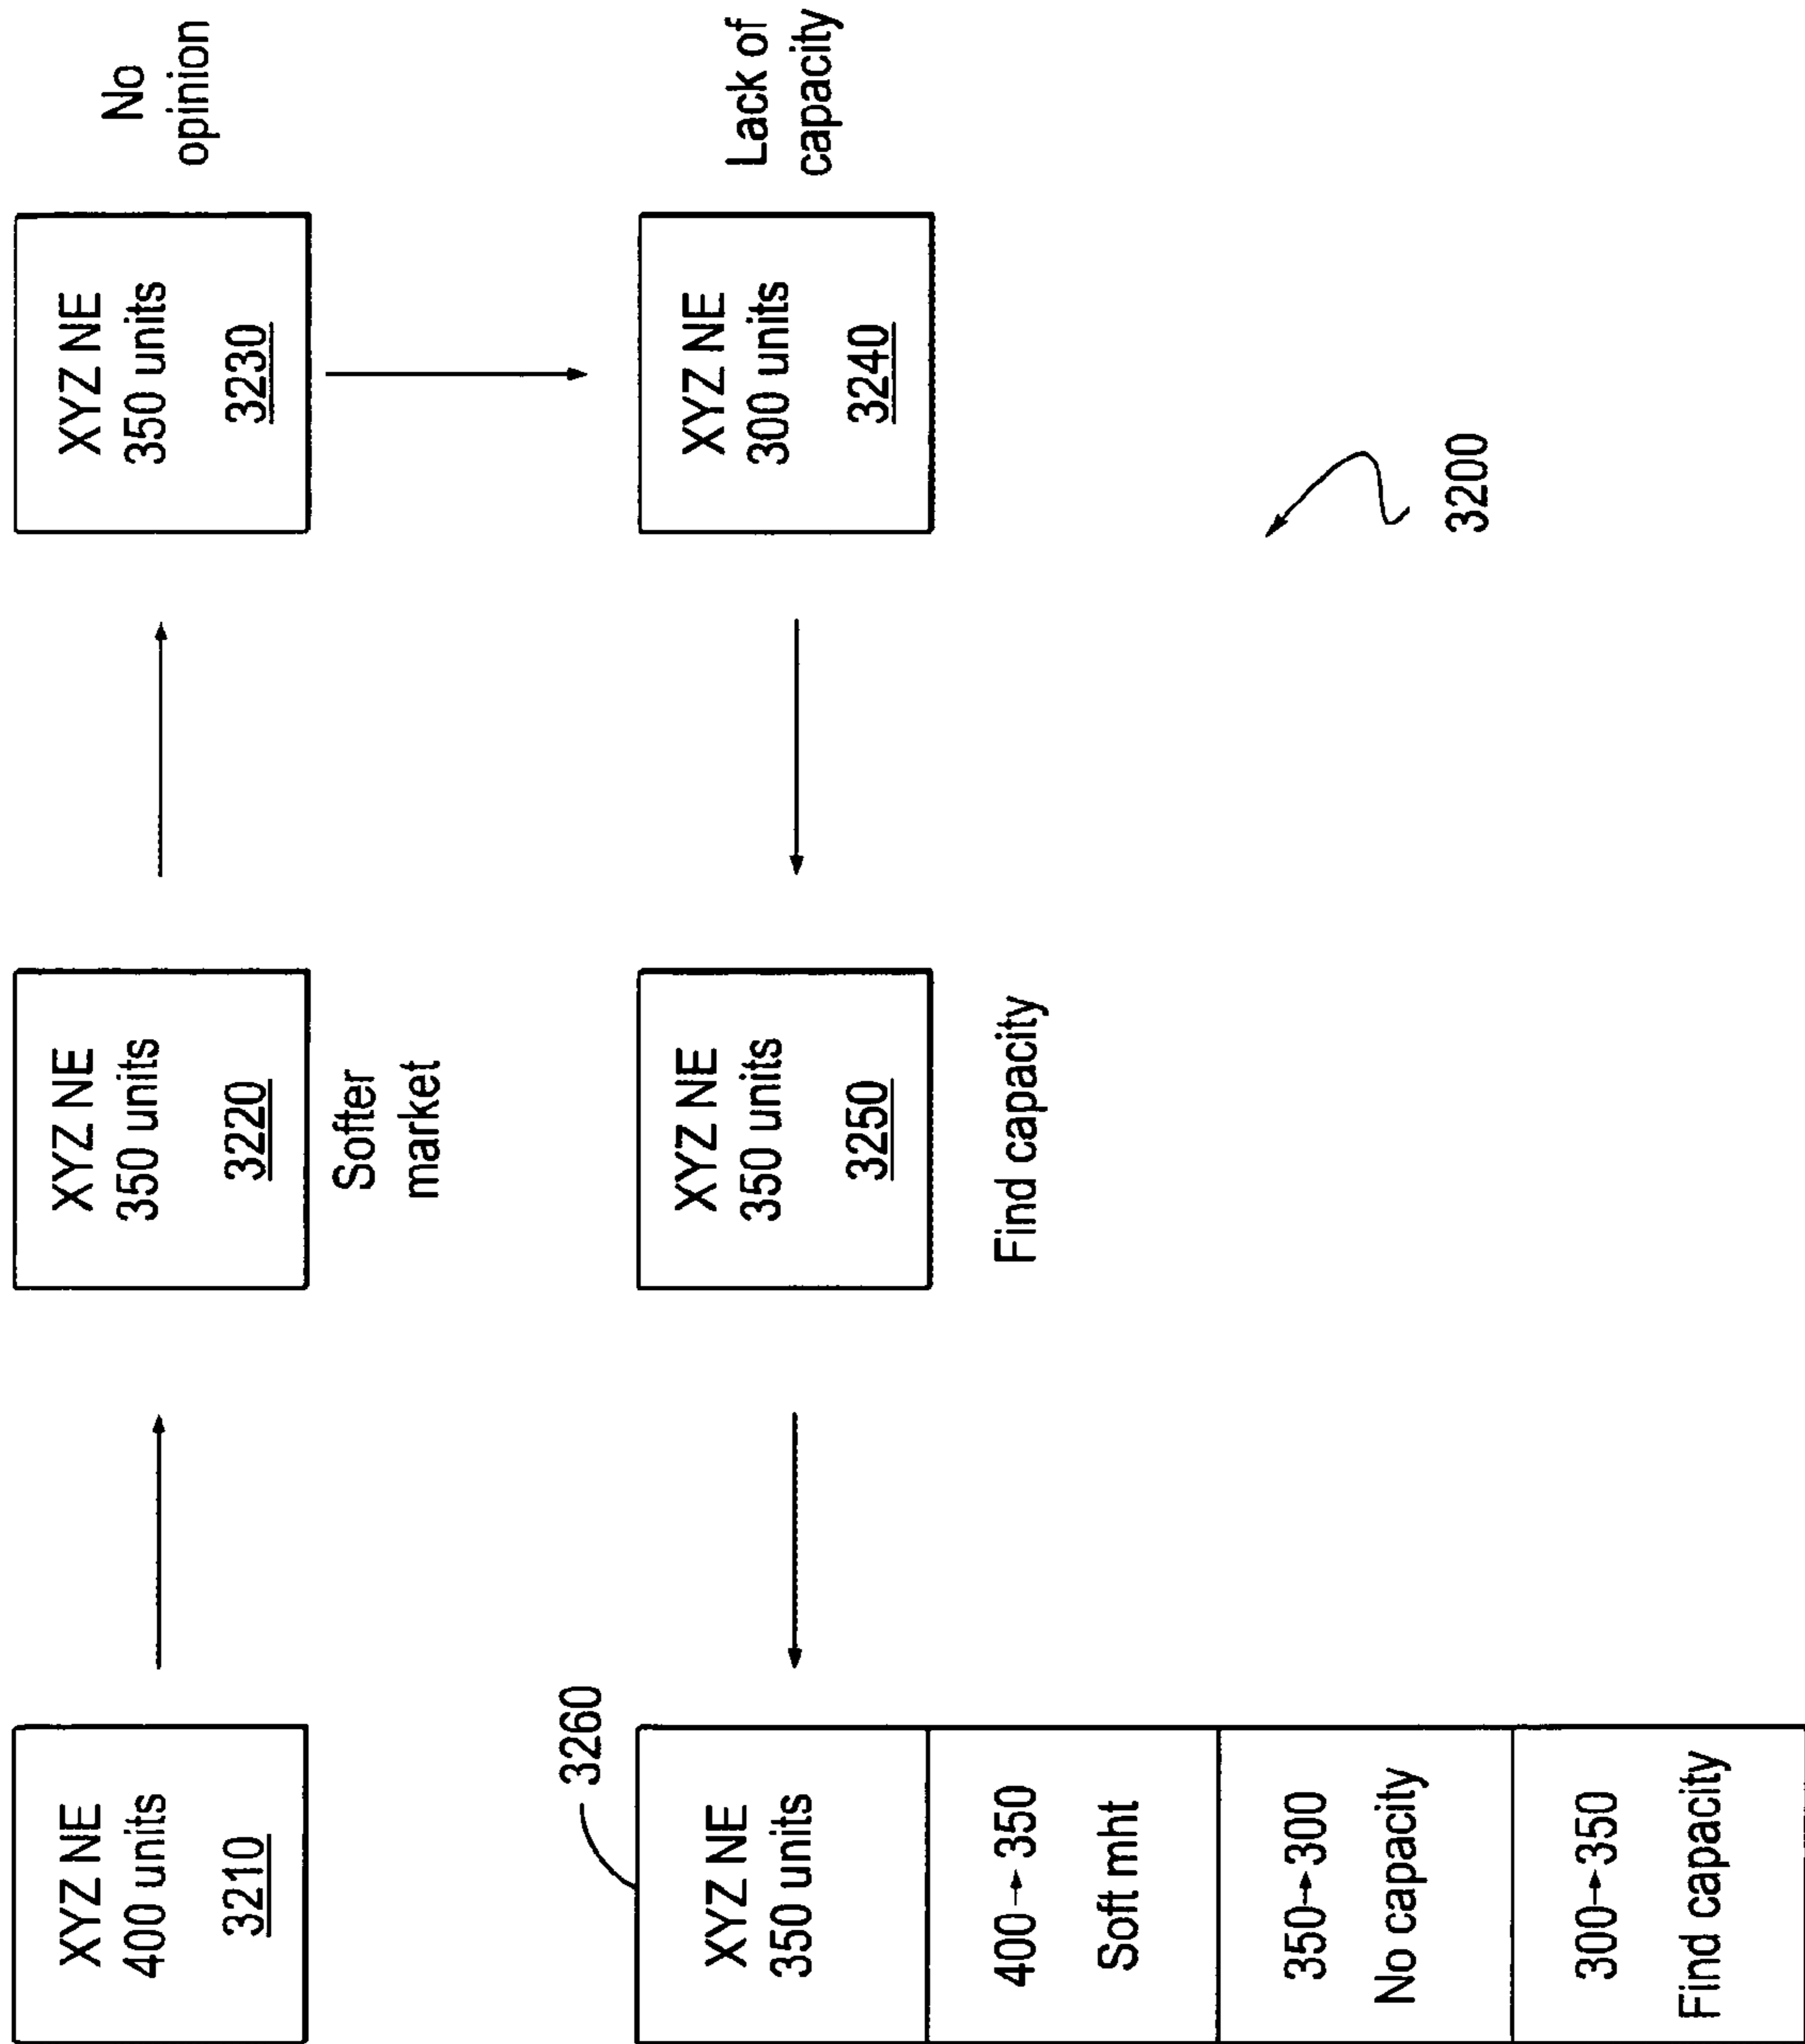 XYZ NE
400 units
3210
XYZ NE
350 units
3220
Softer
market
XYZ NE
350 units
3230
No
opinion
XYZ NE
300 units
3240
Lack of
capacity
XYZ NE
350 units
3250
Find capacity
3260
XYZ NE
350 units
400→350
Soft mht
350→300
No capacity
300→350
Find capacity
3200